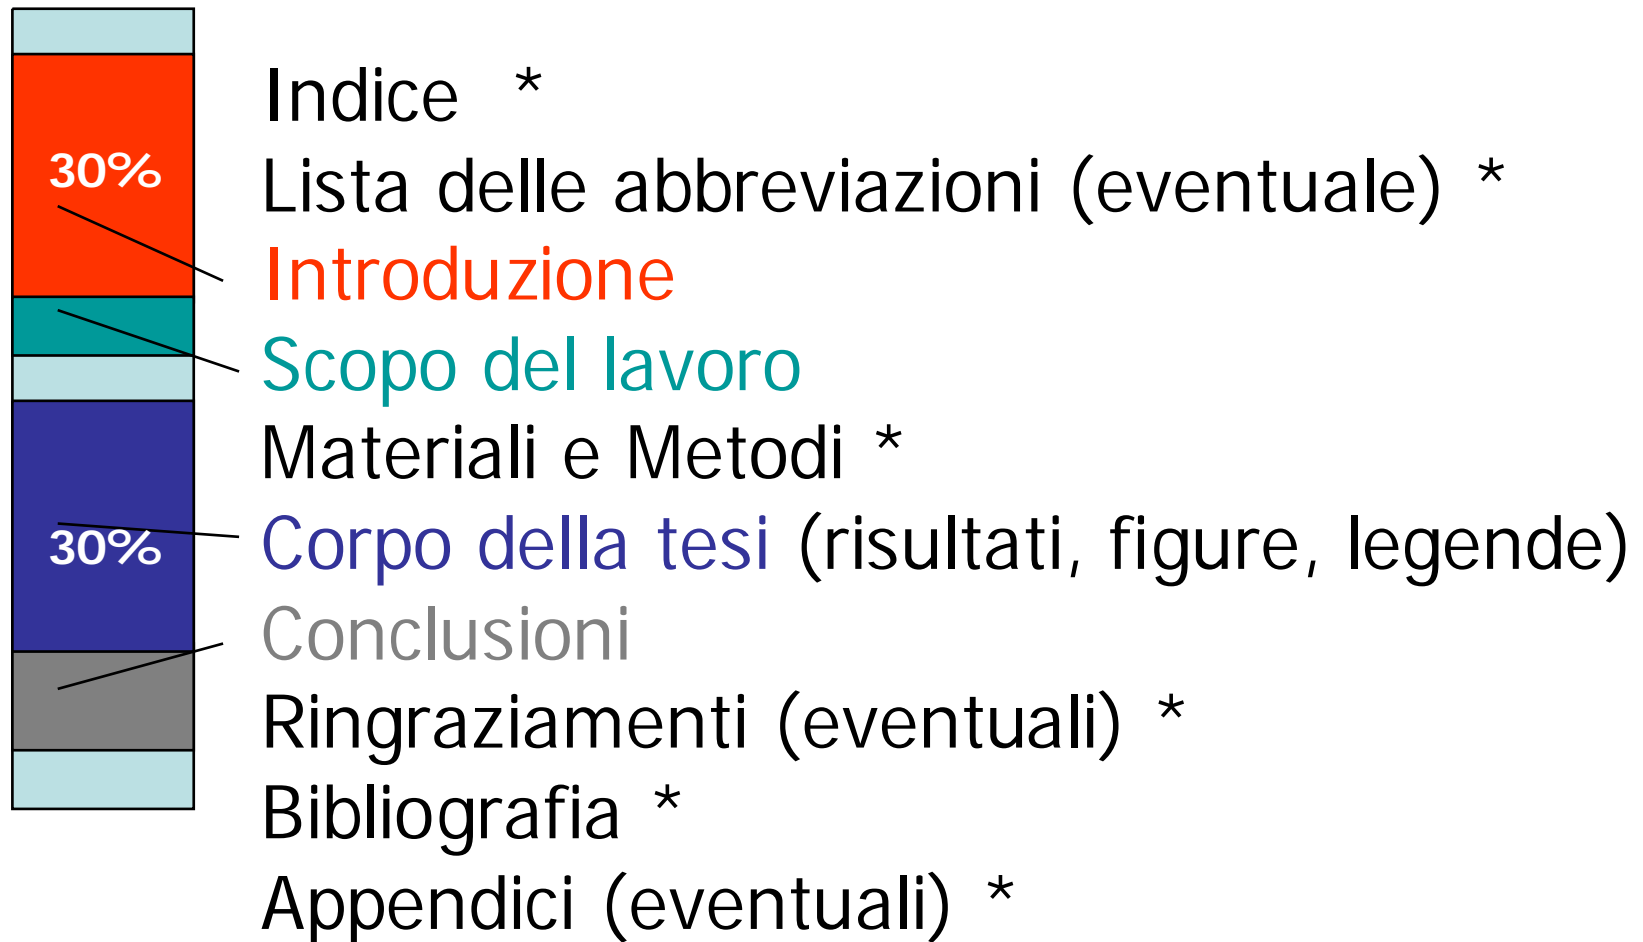 30%
30%
Indice *
Lista delle abbreviazioni (eventuale) *
Introduzione
Scopo del lavoro
Materiali e Metodi *
Corpo della tesi (risultati, figure, legende)
Conclusioni
Ringraziamenti (eventuali) *
Bibliografia *
Appendici (eventuali) *